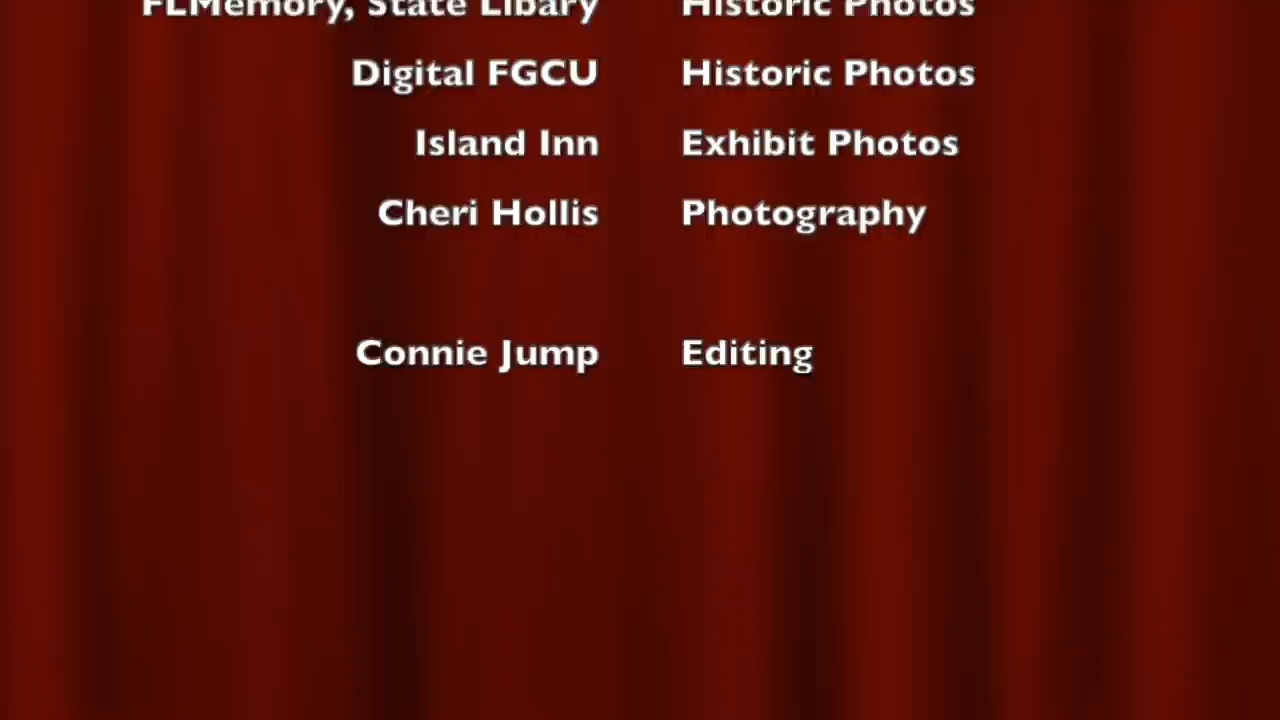 FLMemory, State Libary Historic Photos
Digital FGCU Historic Photos
Island Inn Exhibit Photos
Cheri Hollis Photography
Connie Jump Editing